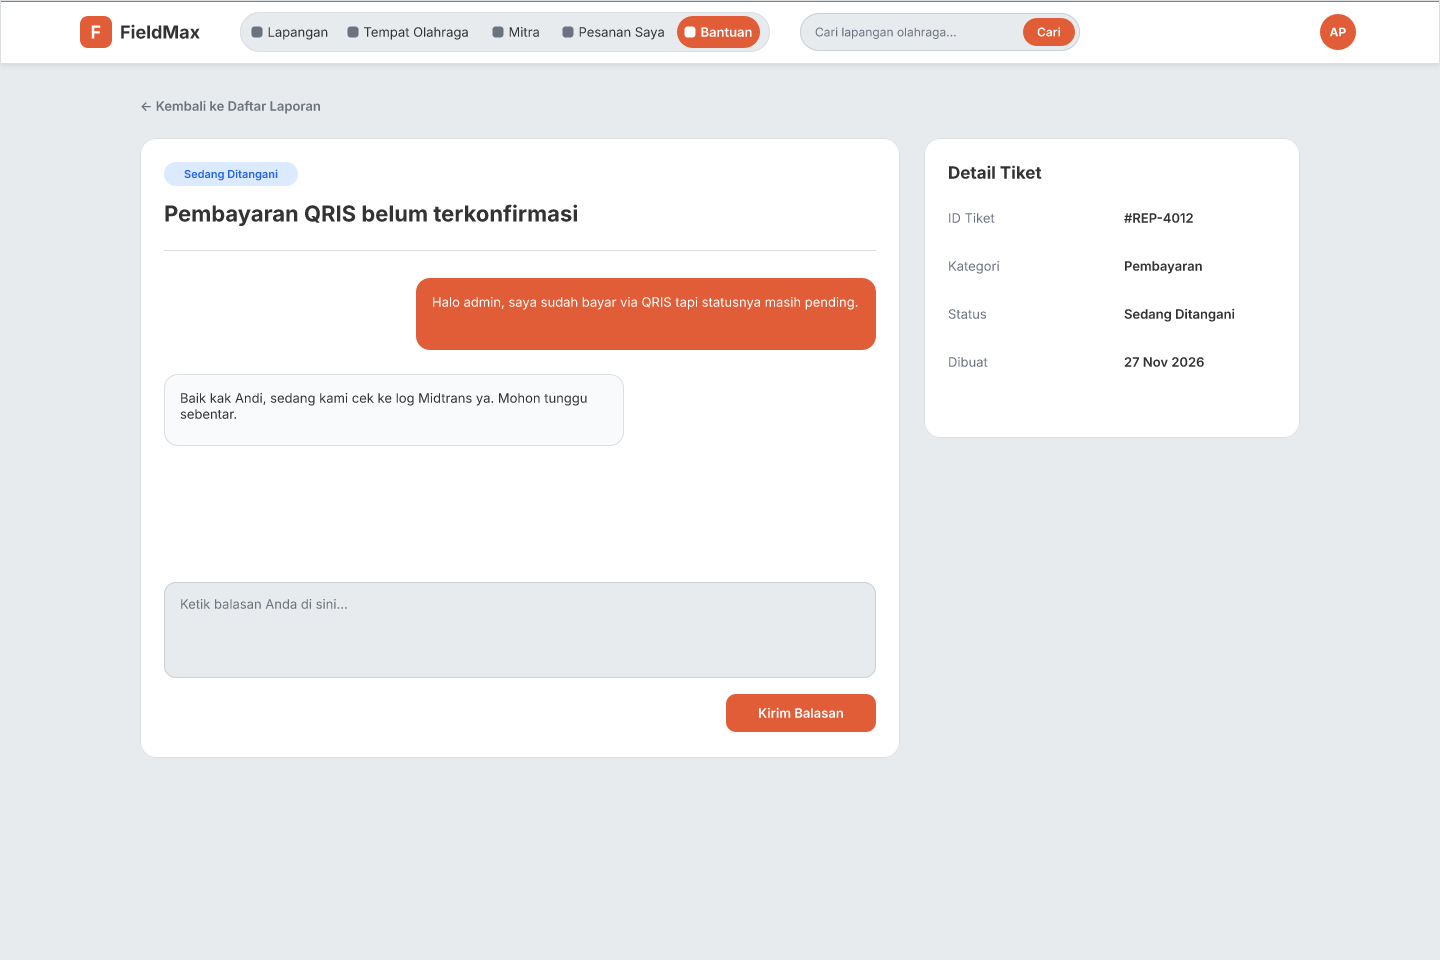 F FieldMax
Lapangan Tempat Olahraga Mitra Pesanan Saya Bantuan
Cari lapangan olahraga... Cari
AP
← Kembali ke Daftar Laporan
Sedang Ditangani
Pembayaran QRIS belum terkonfirmasi
Halo admin, saya sudah bayar via QRIS tapi statusnya masih pending.
Baik kak Andi, sedang kami cek ke log Midtrans ya. Mohon tunggu
sebentar.
Ketik balasan Anda di sini...
Kirim Balasan
Detail Tiket
ID Tiket #REP-4012
Kategori Pembayaran
Status Sedang Ditangani
Dibuat 27 Nov 2026